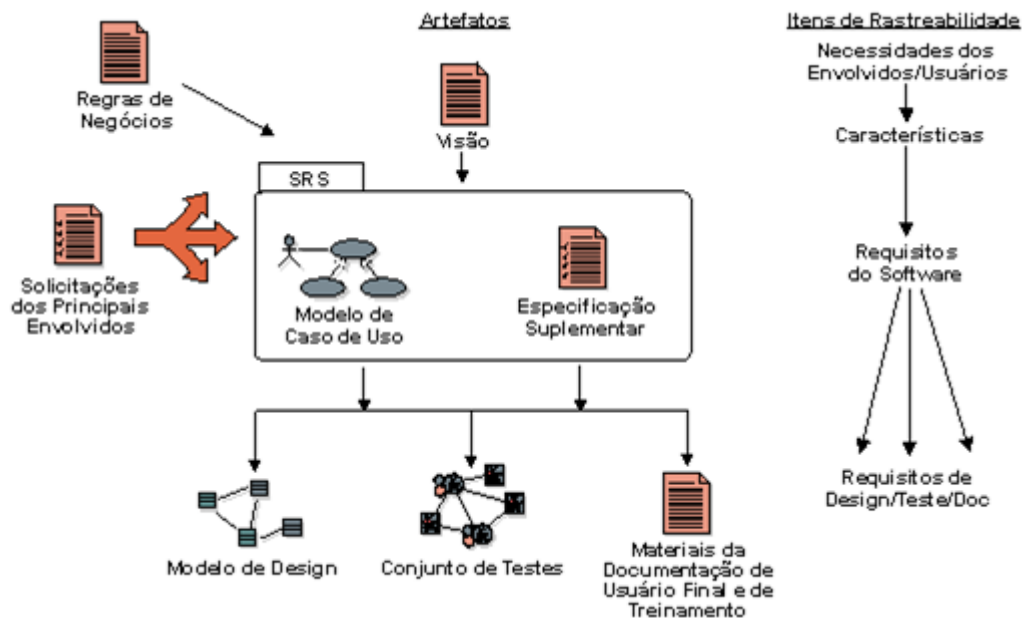 Artefatos
Itens de Rastreabilidade
Regras de
Negócios
Visão
Necessidades dos
Envolvidos/Usuários
Características
SRS
Solicitações
dos Principais
Envolvidos
Modelo de
Caso de Uso
Especificação
Suplementar
Requisitos
do Software
Modelo de Design
Conjunto de Testes
Materiais da
Documentação de
Usuário Final e de
Treinamento
Requisitos de
Design/Teste/Doc